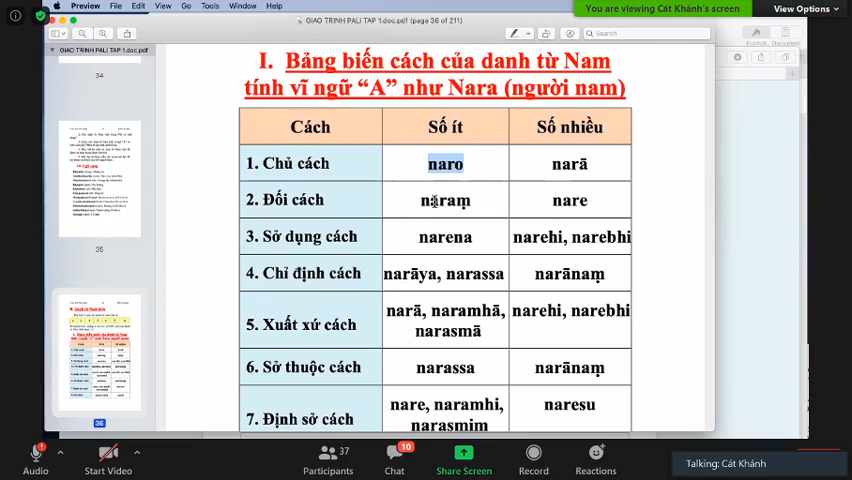 Preview File Edit View Go Tools Window Help
You are viewing Cát Khánh's screen
View Options
GIAO TRINH PALI TAP 1.doc.pdf (page 36 of 211)
Search
Format
Document
GIAO TRINH PALI TAP 1.doc.pdf
34
35
36
I. Bảng biến cách của danh từ Nam
tính vĩ ngữ “A” như Nara (người nam)
Cách Số ít Số nhiều
1. Chủ cách naro narā
2. Đối cách naraṃ nare
3. Sở dụng cách narena narehi, narebhi
4. Chỉ định cách narāya, narassa narānaṃ
5. Xuất xứ cách narā, naramhā, narasmā narehi, narebhi
6. Sở thuộc cách narassa narānaṃ
7. Định sở cách nare, naramhi, narasmiṃ naresu
Audio
Start Video
37
Participants
10
Chat
Share Screen
Record
Reactions
Talking: Cát Khánh